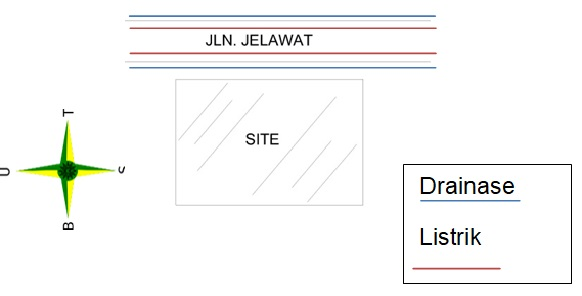 JLN. JELAWAT
T
SITE
U
B
Drainase
Listrik